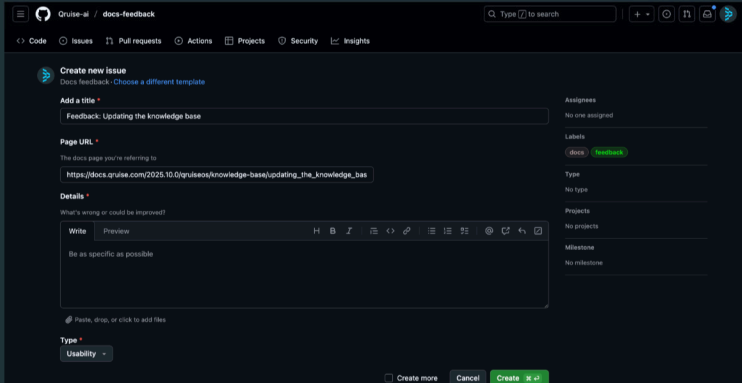 Qruise-ai / docs-feedback
Type / to search
Code Issues Pull requests Actions Projects Security Insights
Create new issue
Docs feedback · Choose a different template
Add a title *
Feedback: Updating the knowledge base
Page URL *
The docs page you're referring to
https://docs.qruise.com/2025.10.0/qruiseos/knowledge-base/updating_the_knowledge_bas
Details *
What's wrong or could be improved?
Write Preview
Be as specific as possible
Paste, drop, or click to add files
Type *
Usability
Create more Cancel Create
Assignees
No one assigned
Labels
docs feedback
Type
No type
Projects
No projects
Milestone
No milestone